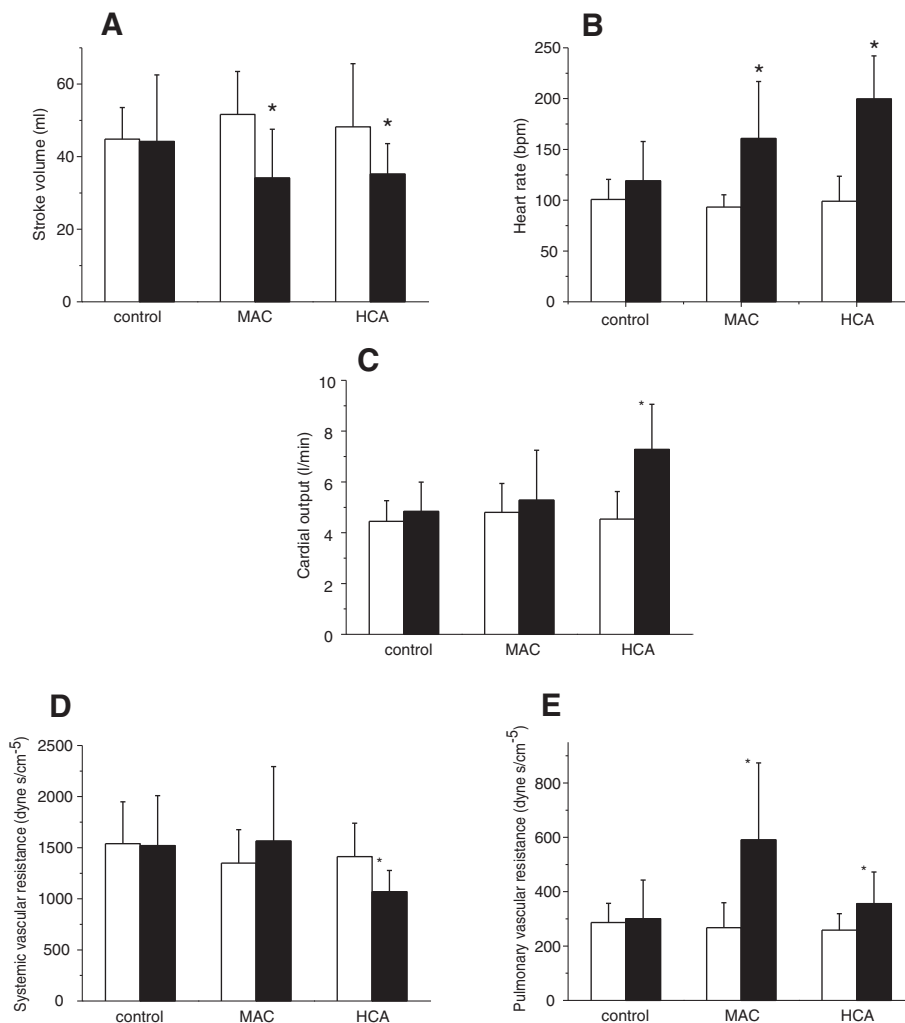 A
Stroke volume (ml)
60
40
20
0
control MAC HCA
*
*
B
Heart rate (bpm)
250
200
150
100
50
0
control MAC HCA
*
*
C
Cardial output (l/min)
10
8
6
4
2
0
control MAC HCA
*
D
Systemic vascular resistance (dyne s/cm-5)
2500
2000
1500
1000
500
0
control MAC HCA
*
E
Pulmonary vascular resistance (dyne s/cm-5)
800
600
400
200
0
control MAC HCA
*
*